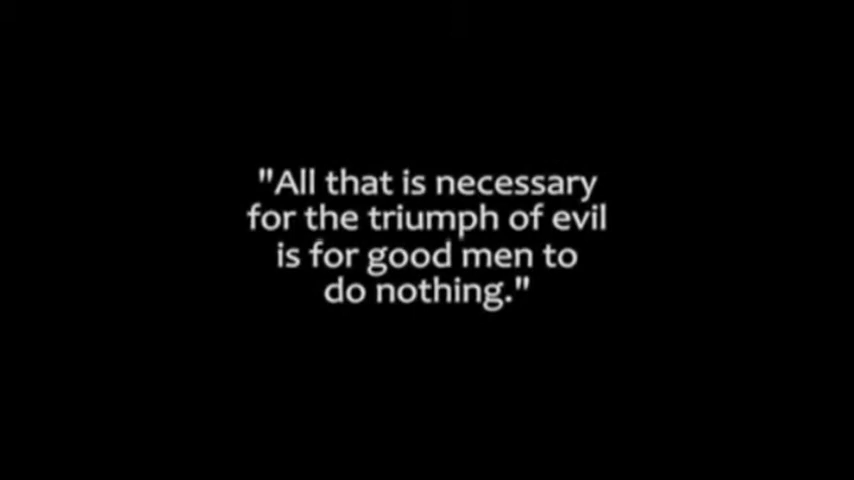 "All that is necessary
for the triumph of evil
is for good men to
do nothing."